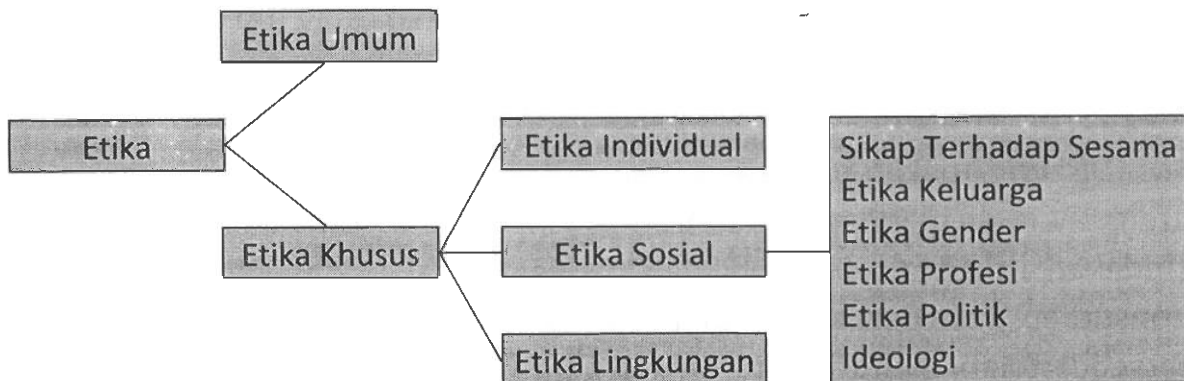 Etika Umum
Etika
Etika Khusus
Etika Individual
Etika Sosial
Etika Lingkungan
Sikap Terhadap Sesama
Etika Keluarga
Etika Gender
Etika Profesi
Etika Politik
Ideologi